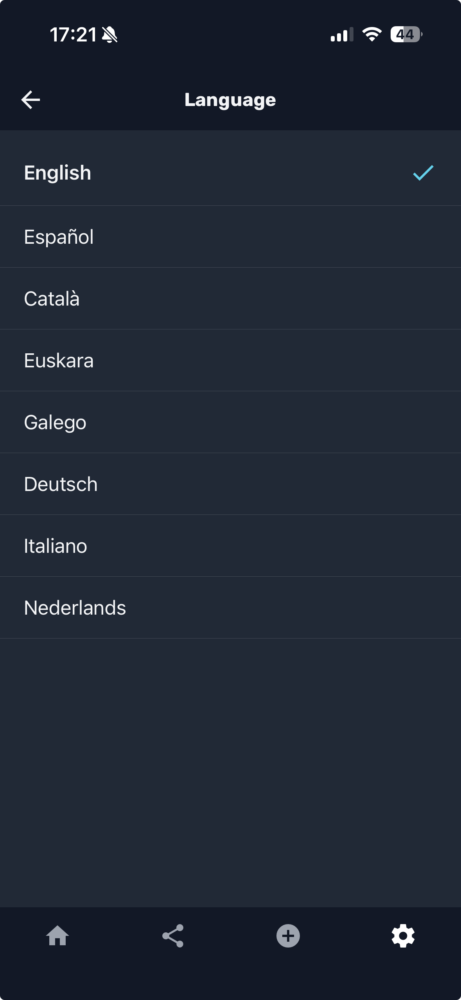 17:21
44
Language
English
Español
Català
Euskara
Galego
Deutsch
Italiano
Nederlands